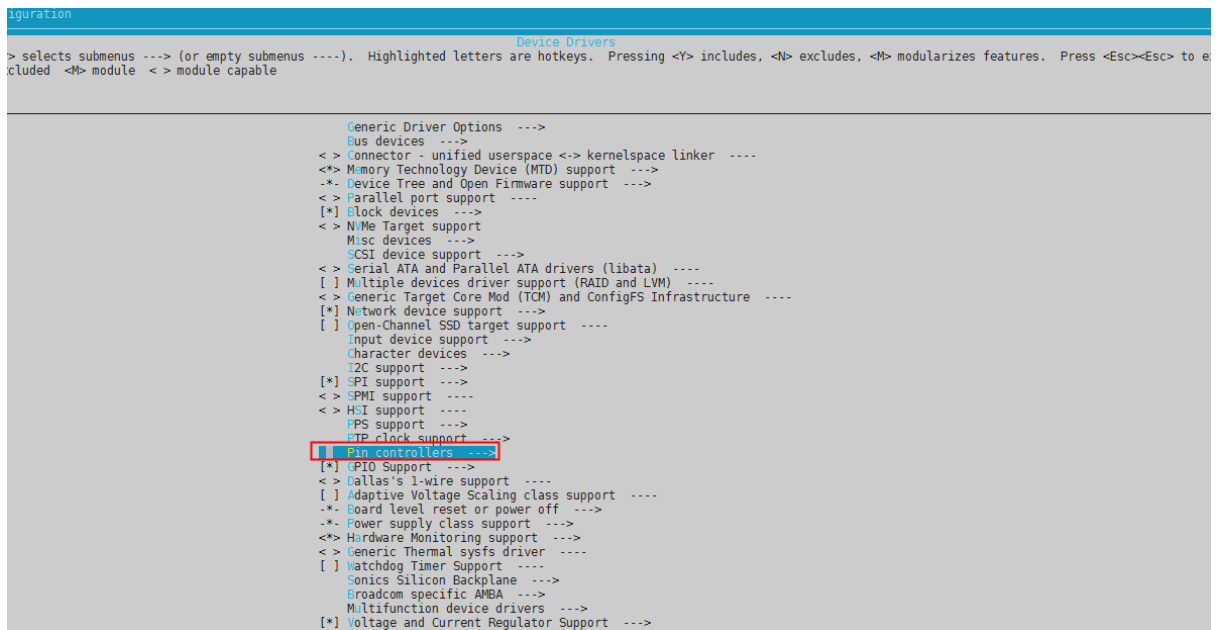 iguration
Device Drivers
> selects submenus ---> (or empty submenus ----).  Highlighted letters are hotkeys.  Pressing <Y> includes, <N> excludes, <M> modularizes features.  Press <Esc><Esc> to e
cluded  <M> module  < > module capable
Generic Driver Options  --->
Bus devices  --->
< > Connector - unified userspace <-> kernelspace linker  ----
<*> Memory Technology Device (MTD) support  --->
-*- Device Tree and Open Firmware support  --->
< > Parallel port support  ----
[*] Block devices  --->
< > NVMe Target support
Misc devices  --->
SCSI device support  --->
< > Serial ATA and Parallel ATA drivers (libata)  ----
[ ] Multiple devices driver support (RAID and LVM)  ----
< > Generic Target Core Mod (TCM) and ConfigFS Infrastructure  ----
[*] Network device support  --->
[ ] Open-Channel SSD target support  ----
Input device support  --->
Character devices  --->
I2C support  --->
[*] SPI support  --->
< > SPMI support  ----
< > HSI support  ----
PPS support  --->
PTP clock support  --->
Pin controllers  --->
[*] GPIO Support  --->
< > Dallas's 1-wire support  ----
[ ] Adaptive Voltage Scaling class support  ----
-*- Board level reset or power off  --->
-*- Power supply class support  --->
<*> Hardware Monitoring support  --->
< > Generic Thermal sysfs driver  ----
[ ] Watchdog Timer Support  ----
Sonics Silicon Backplane  --->
Broadcom specific AMBA  --->
Multifunction device drivers  --->
[*] Voltage and Current Regulator Support  --->